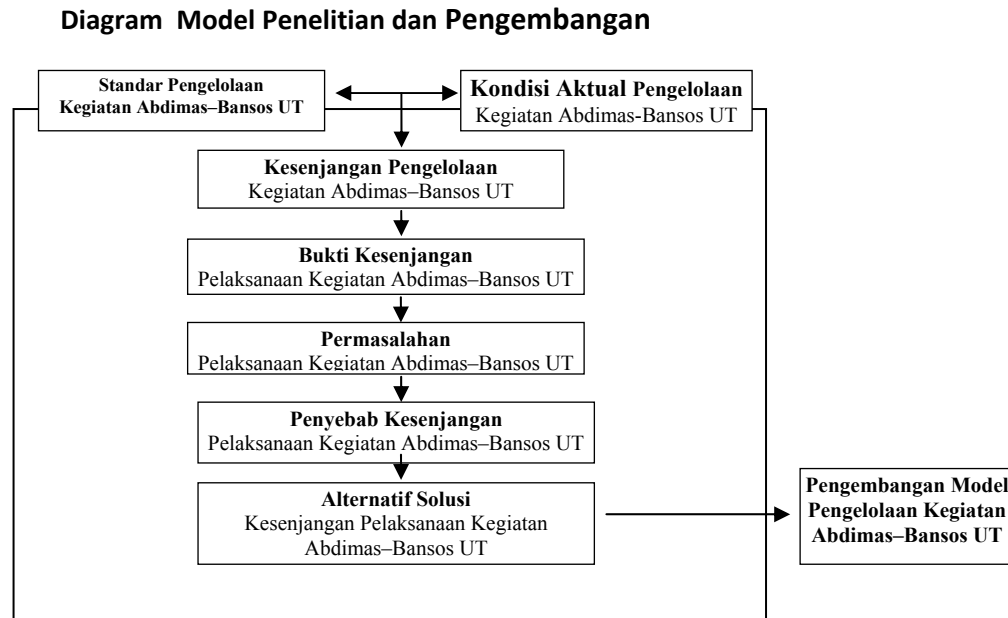 Diagram Model Penelitian dan Pengembangan
Standar Pengelolaan
Kegiatan Abdimas–Bansos UT
Kondisi Aktual Pengelolaan
Kegiatan Abdimas-Bansos UT
Kesenjangan Pengelolaan
Kegiatan Abdimas–Bansos UT
Bukti Kesenjangan
Pelaksanaan Kegiatan Abdimas–Bansos UT
Permasalahan
Pelaksanaan Kegiatan Abdimas–Bansos UT
Penyebab Kesenjangan
Pelaksanaan Kegiatan Abdimas–Bansos UT
Alternatif Solusi
Kesenjangan Pelaksanaan Kegiatan
Abdimas–Bansos UT
Pengembangan Model
Pengelolaan Kegiatan
Abdimas–Bansos UT